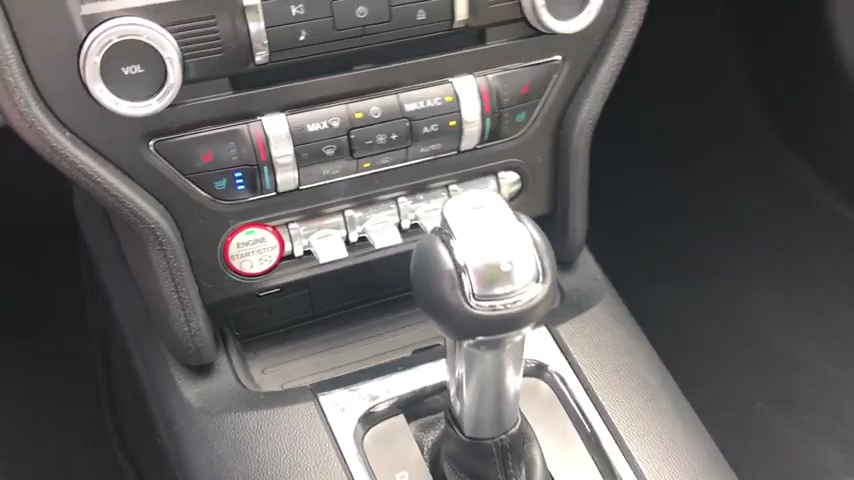 VOL
MAX
MAX A/C
A/C
AUTO
ENGINE
START/STOP